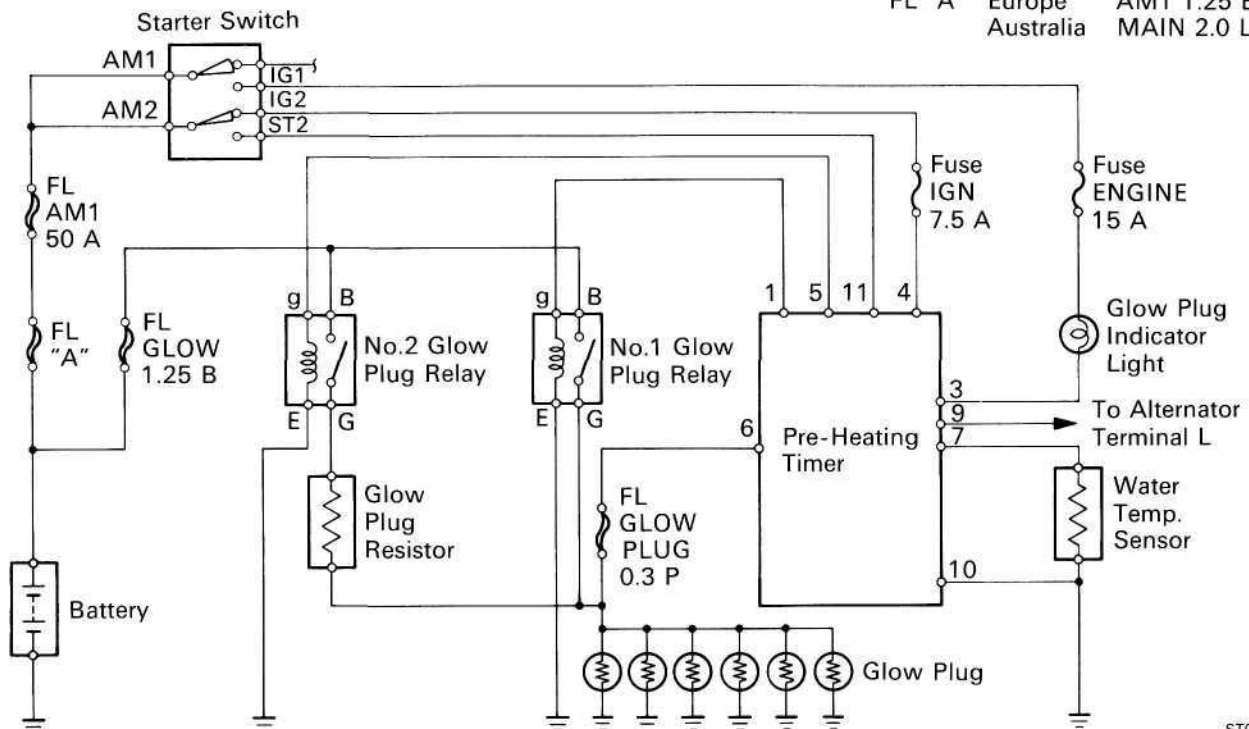 FL "A" Europe AM1 1.25 B
Australia MAIN 2.0 L
Starter Switch
AM1
IG1
AM2
IG2
ST2
FL
AM1
50 A
Fuse
IGN
7.5 A
Fuse
ENGINE
15 A
FL
"A"
FL
GLOW
1.25 B
g B
No.2 Glow
Plug Relay
E G
g B
No.1 Glow
Plug Relay
E G
1 5 11 4
Glow Plug
Indicator
Light
3
9
To Alternator
Terminal L
7
6
Pre-Heating
Timer
Glow
Plug
Resistor
FL
GLOW
PLUG
0.3 P
Water
Temp.
Sensor
10
Battery
Glow Plug